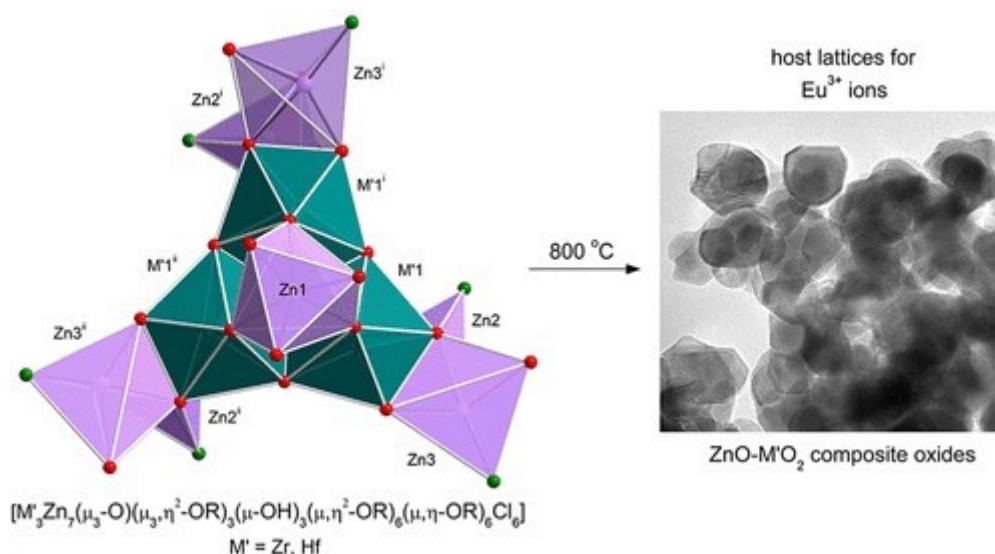 Zn3ⁱ
Zn2ⁱ
M'1ⁱ
M'1ⁱⁱ
M'1
Zn1
Zn2
Zn3ⁱⁱ
Zn2ⁱⁱ
Zn3
[M'₃Zn₇(μ₃-O)(μ₃,η²-OR)₃(μ-OH)₃(μ,η²-OR)₆(μ,η-OR)₆Cl₆]
M' = Zr, Hf
800 °C
host lattices for
Eu³⁺ ions
ZnO-M'O₂ composite oxides